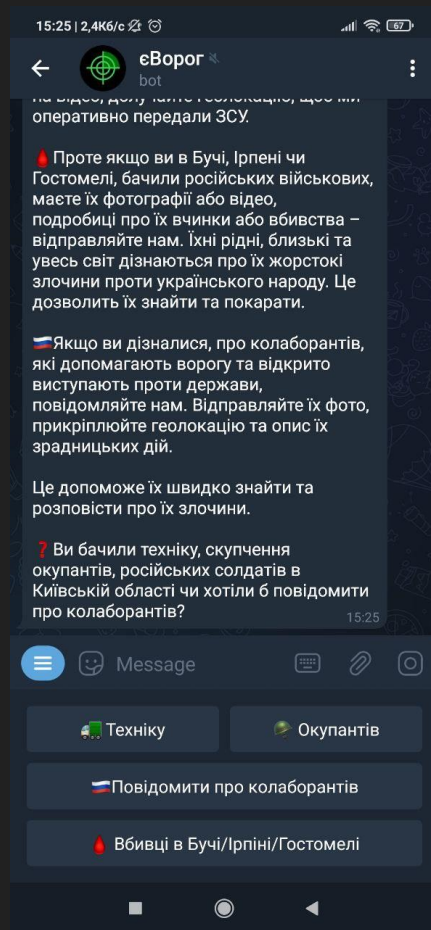 15:25 | 2,4Кб/с
67
єВорог
bot
на відео, долучайте геолокацію, щоб ми
оперативно передали ЗСУ.
Проте якщо ви в Бучі, Ірпені чи
Гостомелі, бачили російських військових,
маєте їх фотографії або відео,
подробиці про їх вчинки або вбивства –
відправляйте нам. Їхні рідні, близькі та
увесь світ дізнаються про їх жорстокі
злочини проти українського народу. Це
дозволить їх знайти та покарати.
Якщо ви дізналися, про колаборантів,
які допомагають ворогу та відкрито
виступають проти держави,
повідомляйте нам. Відправляйте їх фото,
прикріплюйте геолокацію та опис їх
зрадницьких дій.
Це допоможе їх швидко знайти та
розповісти про їх злочини.
❓Ви бачили техніку, скупчення
окупантів, російських солдатів в
Київській області чи хотіли б повідомити
про колаборантів?
15:25
Message
Техніку
Окупантів
Повідомити про колаборантів
Вбивці в Бучі/Ірпіні/Гостомелі